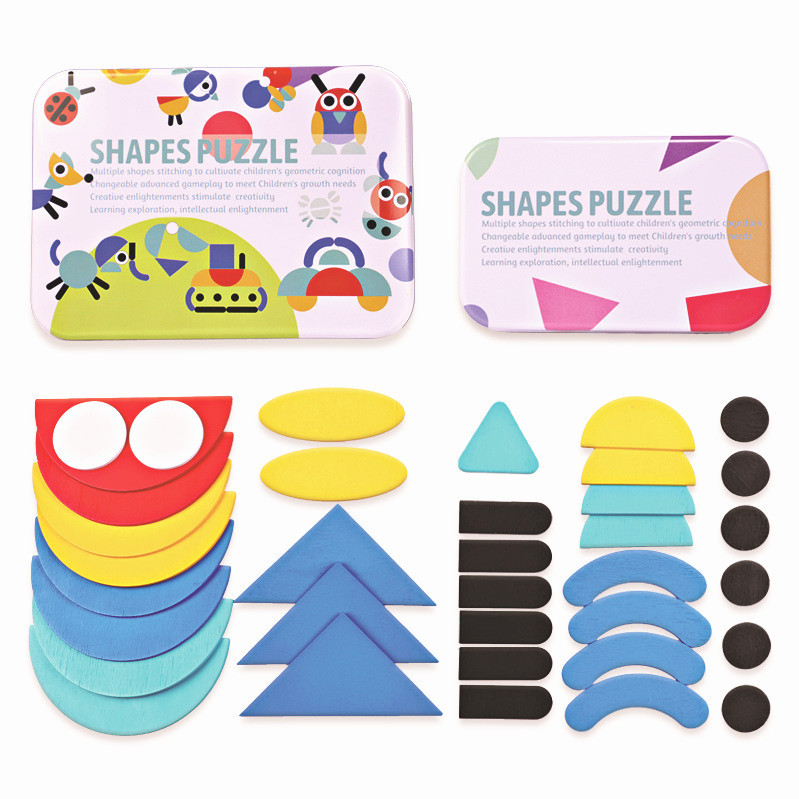 SHAPES PUZZLE
Multiple shapes stitching to cultivate children's geometric cognition
Changeable advanced gameplay to meet Children's growth needs
Creative enlightenments stimulate creativity
Learning exploration, intellectual enlightenment
SHAPES PUZZLE
Multiple shapes stitching to cultivate children's geometric cognition
Changeable advanced gameplay to meet Children's growth needs
Creative enlightenments stimulate creativity
Learning exploration, intellectual enlightenment